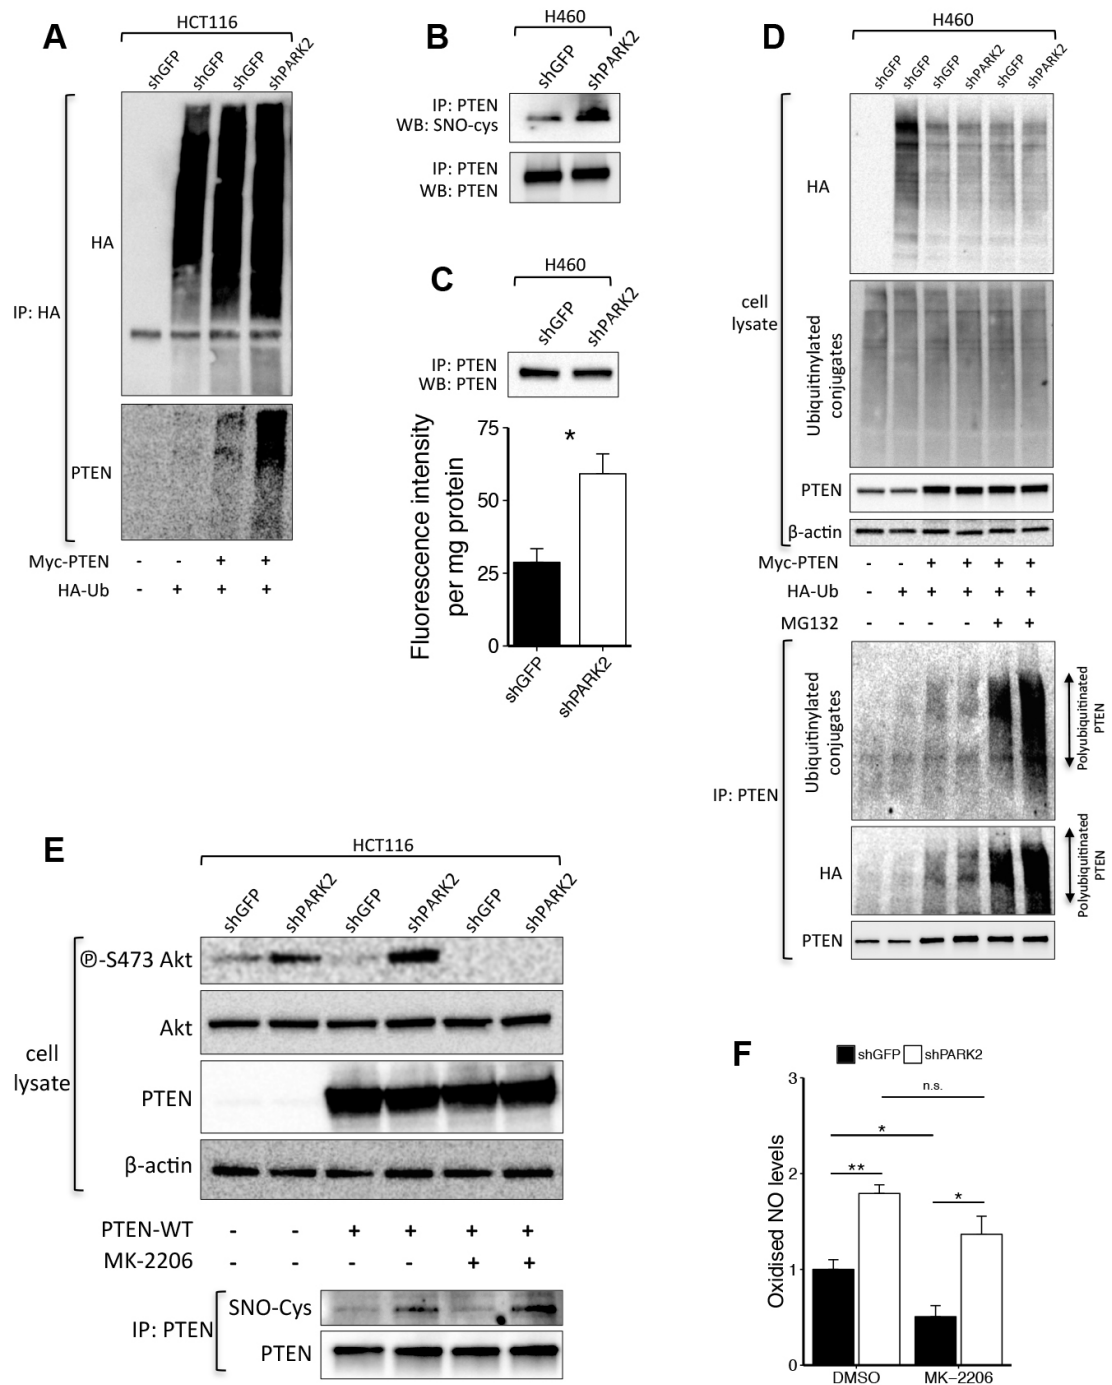 A
HCT116
shGFP shGFP shGFP shPARK2
IP: HA
HA
PTEN
Myc-PTEN - - + +
HA-Ub - + + +
B
H460
shGFP shPARK2
IP: PTEN
WB: SNO-cys
IP: PTEN
WB: PTEN
C
H460
shGFP shPARK2
IP: PTEN
WB: PTEN
Fluorescence intensity
per mg protein
75
50
25
0
*
shGFP shPARK2
D
H460
shGFP shGFP shGFP shPARK2 shGFP shPARK2
cell
lysate
HA
Ubiquitinylated
conjugates
PTEN
β-actin
Myc-PTEN - - + + + +
HA-Ub - + + + + +
MG132 - - - - + +
IP: PTEN
Ubiquitinylated
conjugates
Polyubiquitinated
PTEN
HA
Polyubiquitinated
PTEN
PTEN
E
HCT116
shGFP shPARK2 shGFP shPARK2 shGFP shPARK2
cell
lysate
Ⓟ-S473 Akt
Akt
PTEN
β-actin
PTEN-WT - - + + + +
MK-2206 - - - - + +
IP: PTEN
SNO-Cys
PTEN
F
shGFP shPARK2
Oxidised NO levels
3
2
1
0
n.s.
*
**
*
DMSO MK-2206